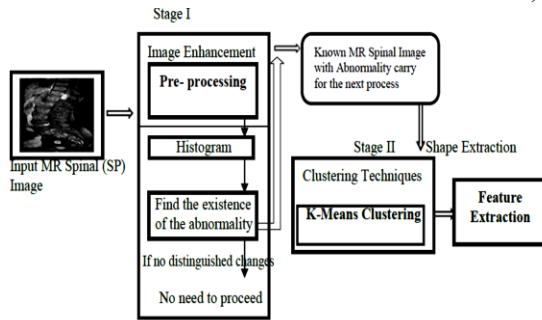 Stage I
Image Enhancement
Pre- processing
Histogram
Find the existence
of the abnormality
If no distinguished changes
No need to proceed
Input MR Spinal (SP)
Image
Known MR Spinal Image
with Abnormality carry
for the next process
Stage II
Shape Extraction
Clustering Techniques
K-Means Clustering
Feature
Extraction